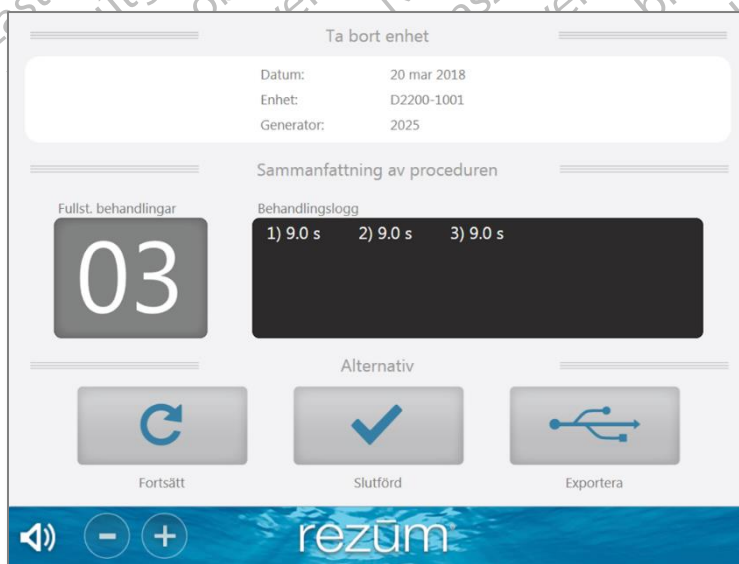 Ta bort enhet
Datum: 20 mar 2018
Enhet: D2200-1001
Generator: 2025
Sammanfattning av proceduren
Fullst. behandlingar
Behandlingslogg
03
1) 9.0 s 2) 9.0 s 3) 9.0 s
Alternativ
Fortsätt Slutförd Exportera
rezūm